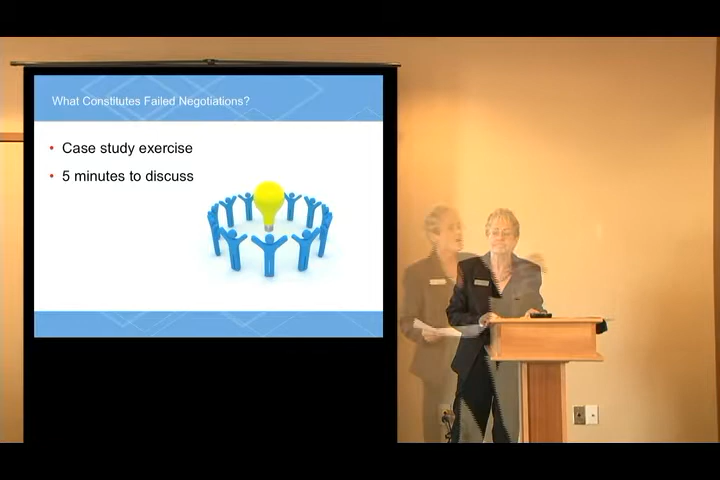 What Constitutes Failed Negotiations?
• Case study exercise
• 5 minutes to discuss